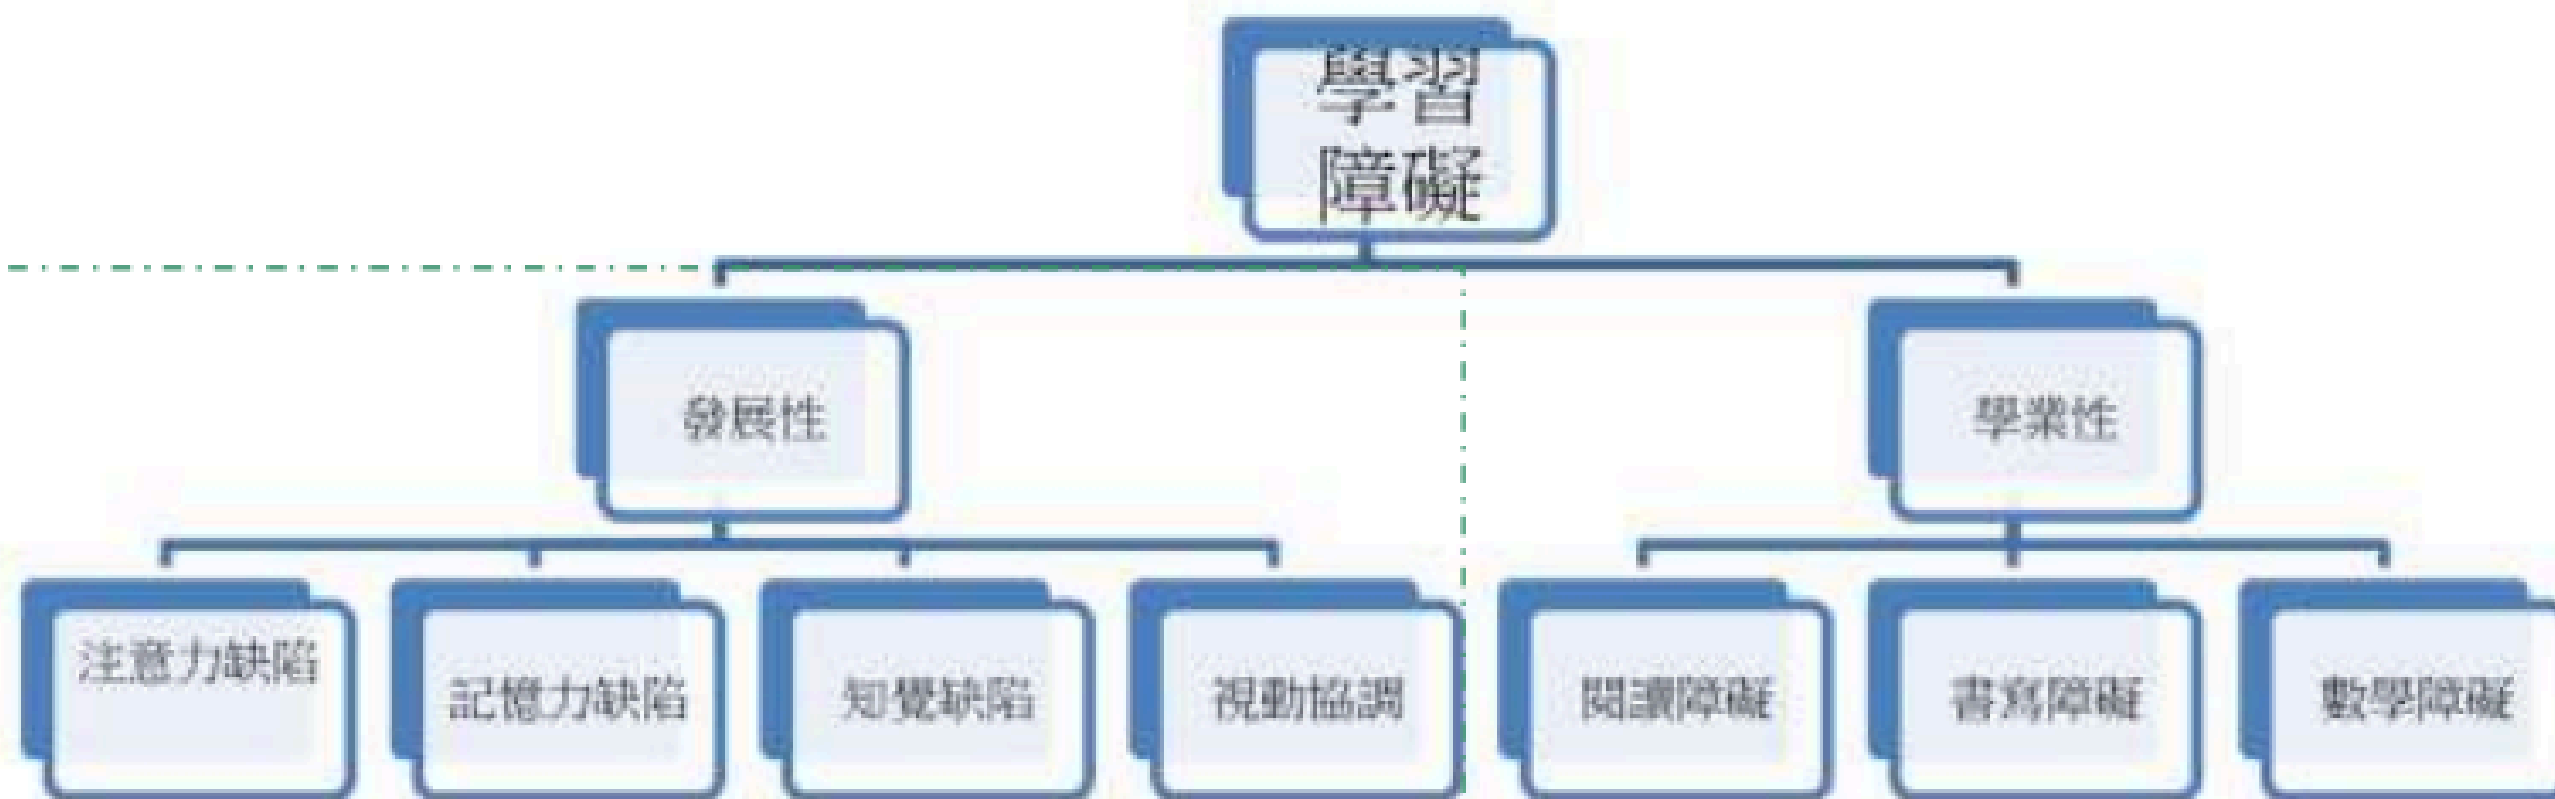 學習
障礙
發展性
學業性
注意力缺陷
記憶力缺陷
知覺缺陷
視動協調
閱讀障礙
書寫障礙
數學障礙